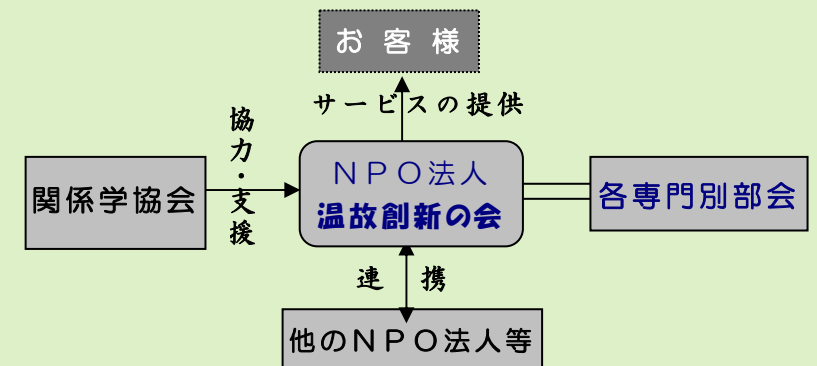 お 客 様
サービスの提供
協力・支援
関係学協会
ＮＰＯ法人
温故創新の会
各専門別部会
連 携
他のＮＰＯ法人等